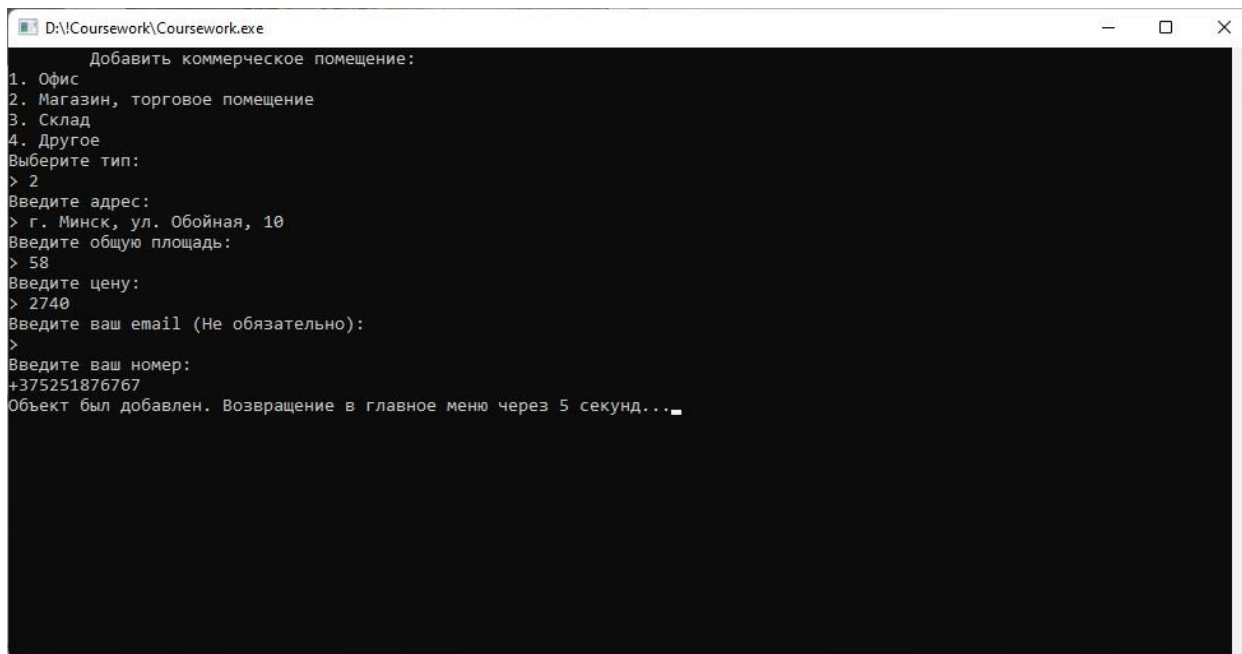 D:\!Coursework\Coursework.exe
Добавить коммерческое помещение:
1. Офис
2. Магазин, торговое помещение
3. Склад
4. Другое
Выберите тип:
> 2
Введите адрес:
> г. Минск, ул. Обойная, 10
Введите общую площадь:
> 58
Введите цену:
> 2740
Введите ваш email (Не обязательно):
>
Введите ваш номер:
+375251876767
Объект был добавлен. Возвращение в главное меню через 5 секунд...